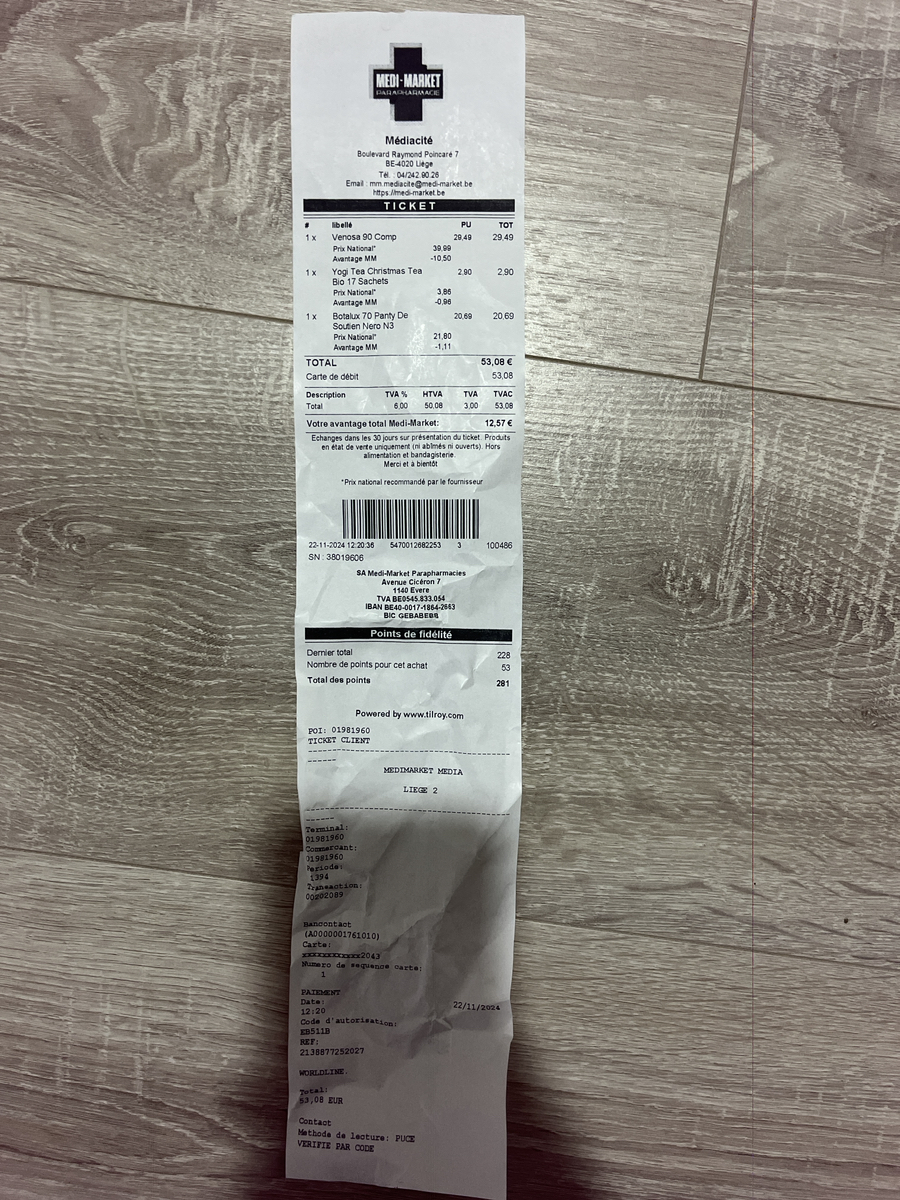 MEDI-MARKET
PARAPHARMACIE
Médiacité
Boulevard Raymond Poincaré 7
BE-4020 Liège
Tél. : 04/242.90.26
Email : mm.mediacite@medi-market.be
https://medi-market.be
TICKET
# libellé PU TOT
1 x Venosa 90 Comp 29,49 29,49
Prix National* 39,99
Avantage MM -10,50
1 x Yogi Tea Christmas Tea 2,90 2,90
Bio 17 Sachets
Prix National* 3,86
Avantage MM -0,96
1 x Botalux 70 Panty De 20,69 20,69
Soutien Nero N3
Prix National* 21,80
Avantage MM -1,11
TOTAL 53,08 €
Carte de débit 53,08
Description TVA % HTVA TVA TVAC
Total 6,00 50,08 3,00 53,08
Votre avantage total Medi-Market: 12,57 €
Echanges dans les 30 jours sur présentation du ticket. Produits
en état de vente uniquement (ni abîmés ni ouverts). Hors
alimentation et bandagisterie.
Merci et à bientôt
*Prix national recommandé par le fournisseur
22-11-2024 12:20:36 5470012682253 3 100486
SN : 38019606
SA Medi-Market Parapharmacies
Avenue Cicéron 7
1140 Evere
TVA BE0545.833.054
IBAN BE40-0017-1864-2663
BIC GEBABEBB
Points de fidélité
Dernier total 228
Nombre de points pour cet achat 53
Total des points 281
Powered by www.tilroy.com
POI: 01981960
TICKET CLIENT
--------------------------------
------
MEDIMARKET MEDIA
LIEGE 2
--------------------------------
------
Terminal:
01981960
Commercant:
01981960
Periode:
1394
Transaction:
00202089
Bancontact
(A0000001761010)
Carte:
xxxxxxxxxxxxx2043
Numero de sequance carte:
1
PAIEMENT
Date: 22/11/2024
12:20
Code d'autorisation:
EB511B
REF:
2138877252027
WORLDLINE
Total:
53,08 EUR
Contact
Methode de lecture: PUCE
VERIFIE PAR CODE